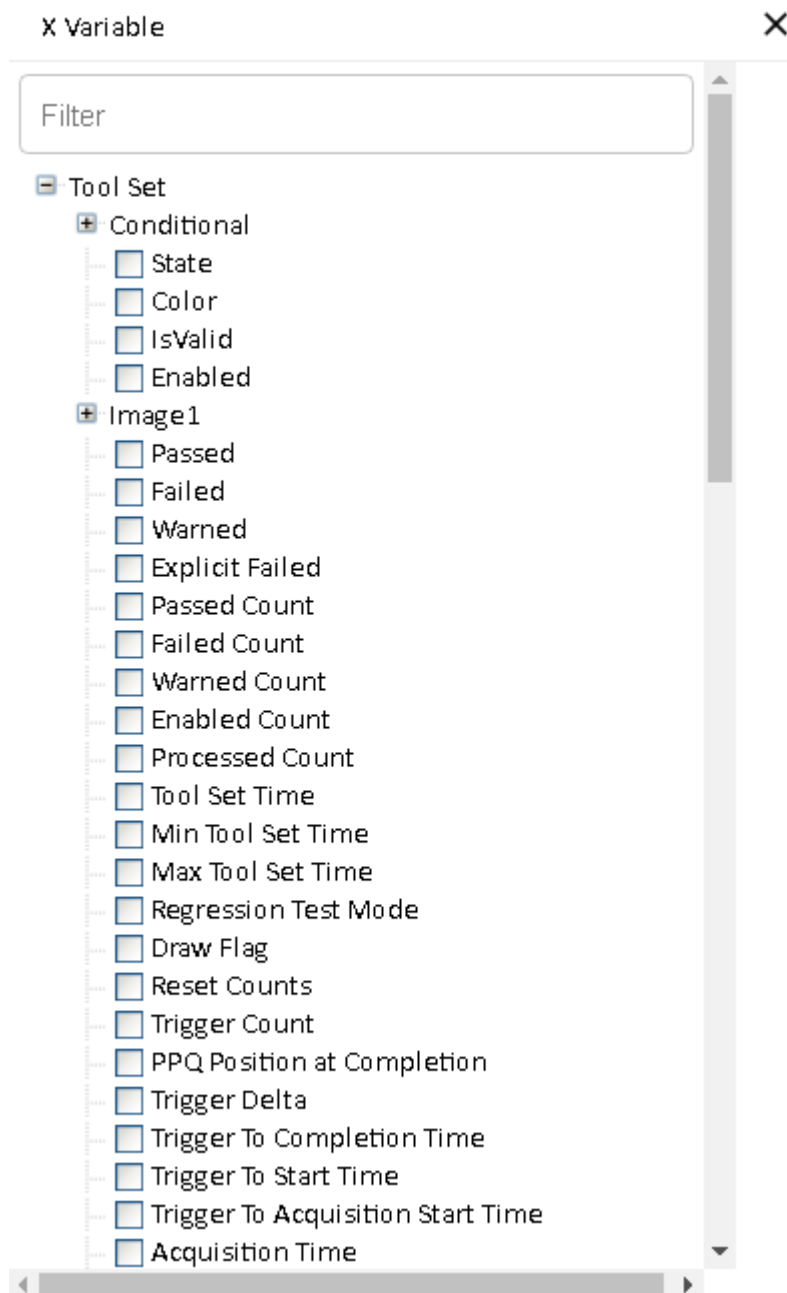 X Variable
Filter
Tool Set
Conditional
State
Color
IsValid
Enabled
Image1
Passed
Failed
Warned
Explicit Failed
Passed Count
Failed Count
Warned Count
Enabled Count
Processed Count
Tool Set Time
Min Tool Set Time
Max Tool Set Time
Regression Test Mode
Draw Flag
Reset Counts
Trigger Count
PPQ Position at Completion
Trigger Delta
Trigger To Completion Time
Trigger To Start Time
Trigger To Acquisition Start Time
Acquisition Time